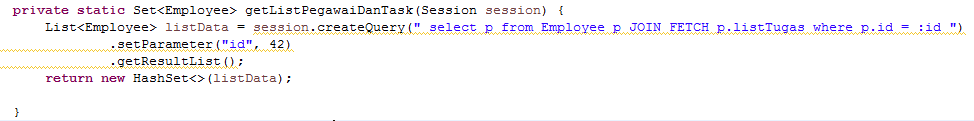 private static Set<Employee> getListPegawaiDanTask(Session session) {
List<Employee> listData = session.createQuery(" select p from Employee p JOIN FETCH p.listTugas where p.id = :id ")
.setParameter("id", 42)
.getResultList();
return new HashSet<>(listData);
}